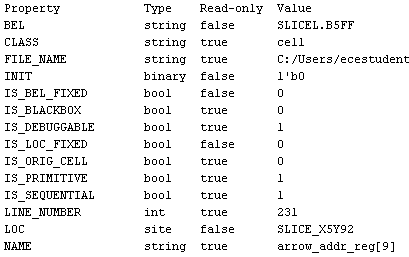 Property Type Read-only Value
BEL string false SLICEL.B5FF
CLASS string true cell
FILE_NAME string true C:/Users/ecestudent
INIT binary false 1'b0
IS_BEL_FIXED bool false 0
IS_BLACKBOX bool true 0
IS_DEBUGGABLE bool true 1
IS_LOC_FIXED bool false 0
IS_ORIG_CELL bool true 0
IS_PRIMITIVE bool true 1
IS_SEQUENTIAL bool true 1
LINE_NUMBER int true 231
LOC site false SLICE_X5Y92
NAME string true arrow_addr_reg[9]